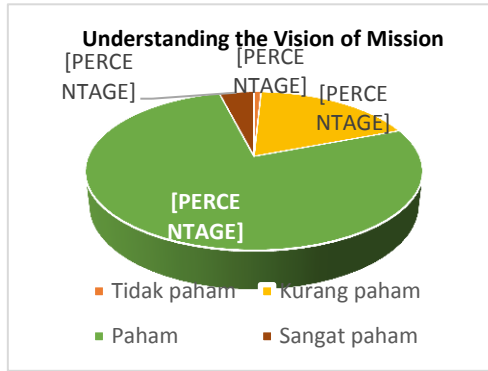 Understanding the Vision of Mission
[PERCE
NTAGE]
[PERCE
NTAGE]
[PERCE
NTAGE]
[PERCE
NTAGE]
Tidak paham
Kurang paham
Paham
Sangat paham